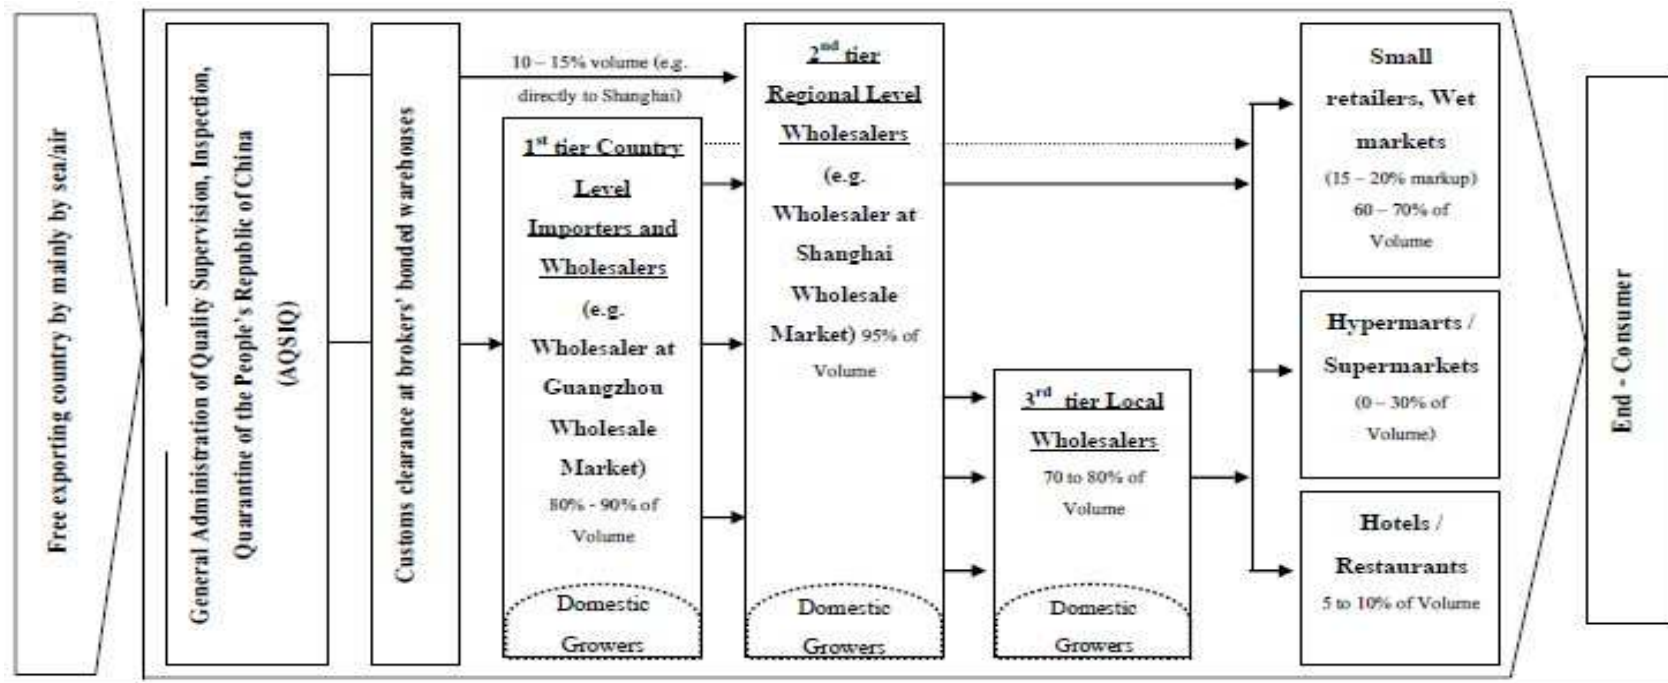 Free exporting country by mainly by sea/air
General Administration of Quality Supervision, Inspection,
Quarantine of the People's Republic of China
(AQSIQ)
Customs clearance at brokers' bonded warehouses
10 – 15% volume (e.g.
directly to Shanghai)
1st tier Country
Level
Importers and
Wholesalers
(e.g.
Wholesaler at
Guangzhou
Wholesale
Market)
80% - 90% of
Volume
Domestic
Growers
2nd tier
Regional Level
Wholesalers
(e.g.
Wholesaler at
Shanghai
Wholesale
Market) 95% of
Volume
Domestic
Growers
3rd tier Local
Wholesalers
70 to 80% of
Volume
Domestic
Growers
Small
retailers, Wet
markets
(15 – 20% markup)
60 – 70% of
Volume
Hypermarts /
Supermarkets
(0 – 30% of
Volume)
Hotels /
Restaurants
5 to 10% of Volume
End - Consumer